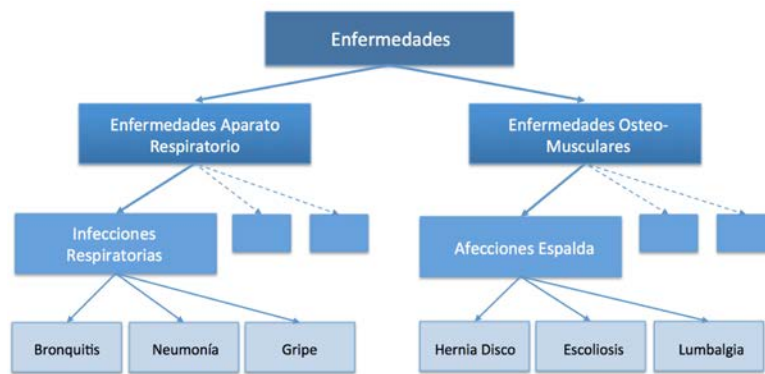 Enfermedades
Enfermedades Aparato
Respiratorio
Enfermedades Osteo-
Musculares
Infecciones
Respiratorias
Afecciones Espalda
Bronquitis
Neumonía
Gripe
Hernia Disco
Escoliosis
Lumbalgia